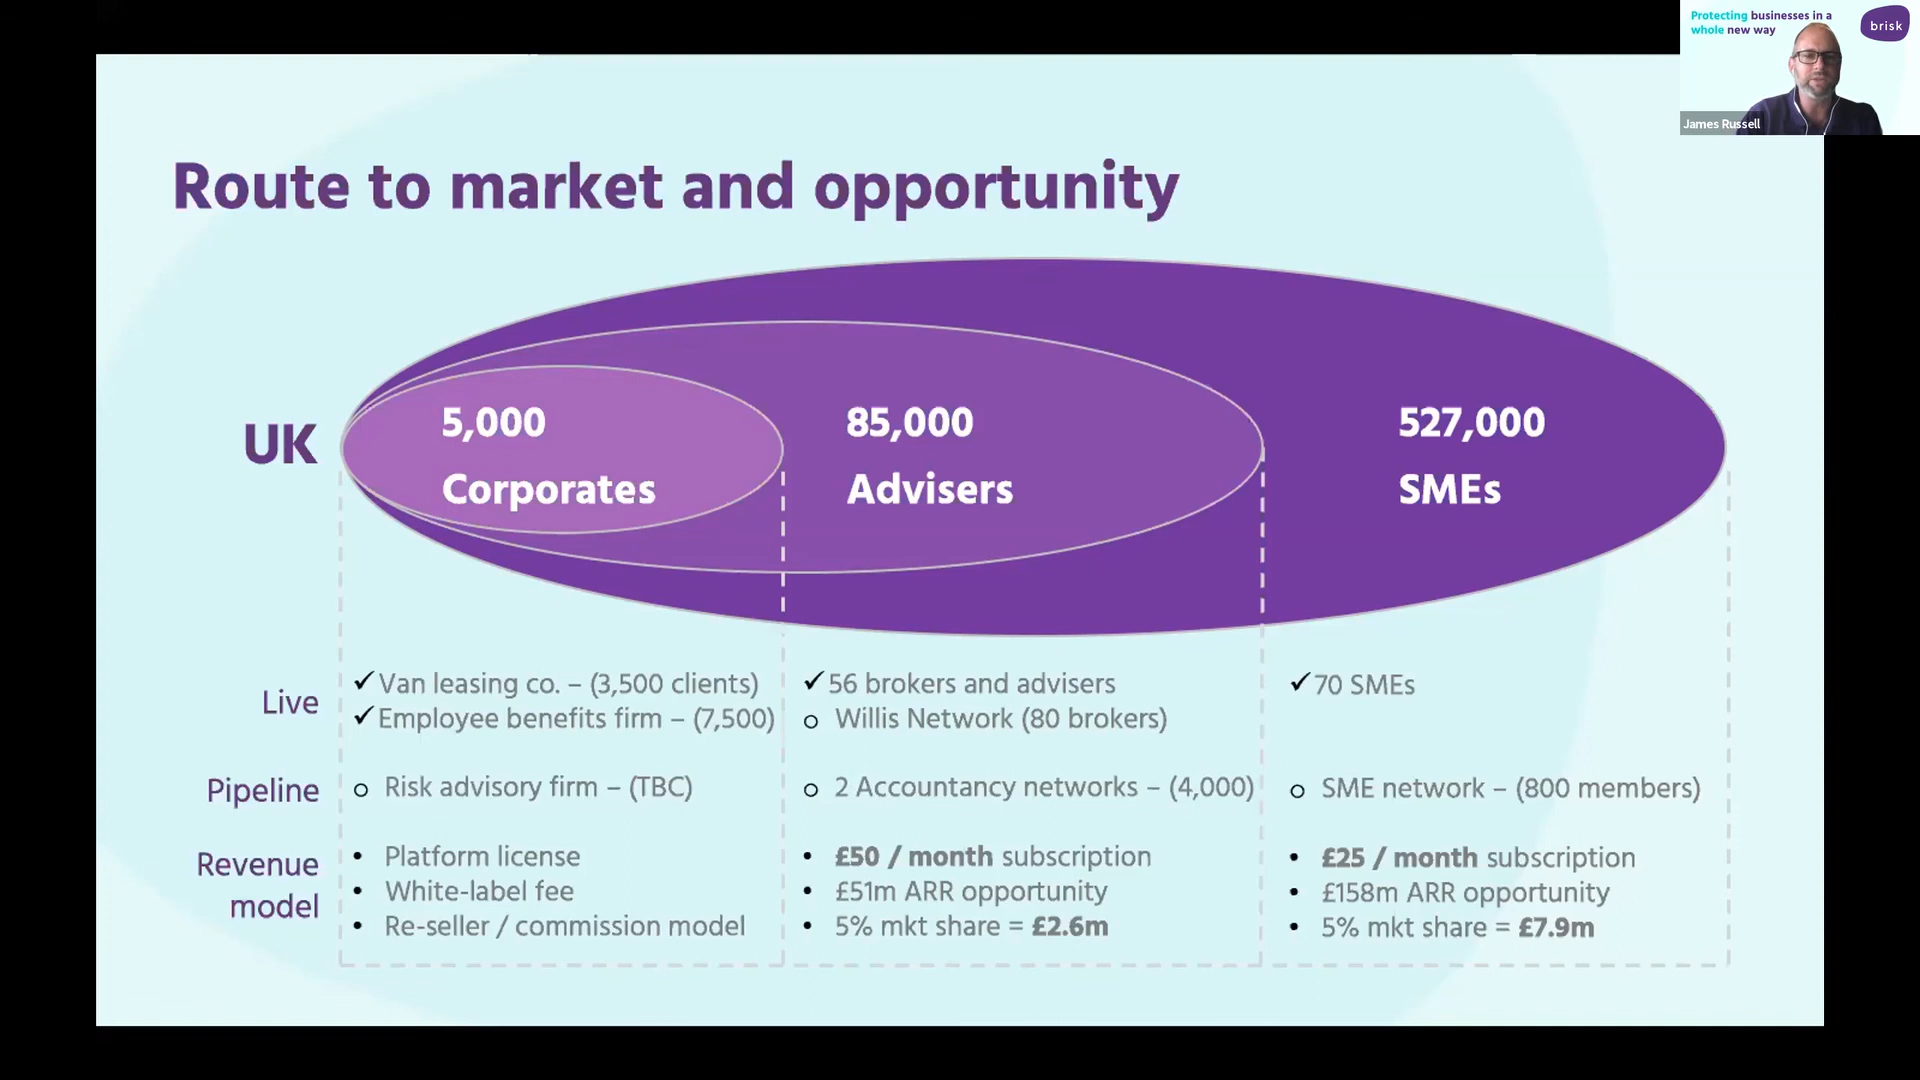 Protecting businesses in a
whole new way
brisk
James Russell
Route to market and opportunity
UK
5,000
Corporates
85,000
Advisers
527,000
SMEs
Live
✓ Van leasing co. – (3,500 clients)
✓ Employee benefits firm – (7,500)
✓ 56 brokers and advisers
o Willis Network (80 brokers)
✓ 70 SMEs
Pipeline
o Risk advisory firm – (TBC)
o 2 Accountancy networks – (4,000)
o SME network – (800 members)
Revenue
model
• Platform license
• White-label fee
• Re-seller / commission model
• £50 / month subscription
• £51m ARR opportunity
• 5% mkt share = £2.6m
• £25 / month subscription
• £158m ARR opportunity
• 5% mkt share = £7.9m